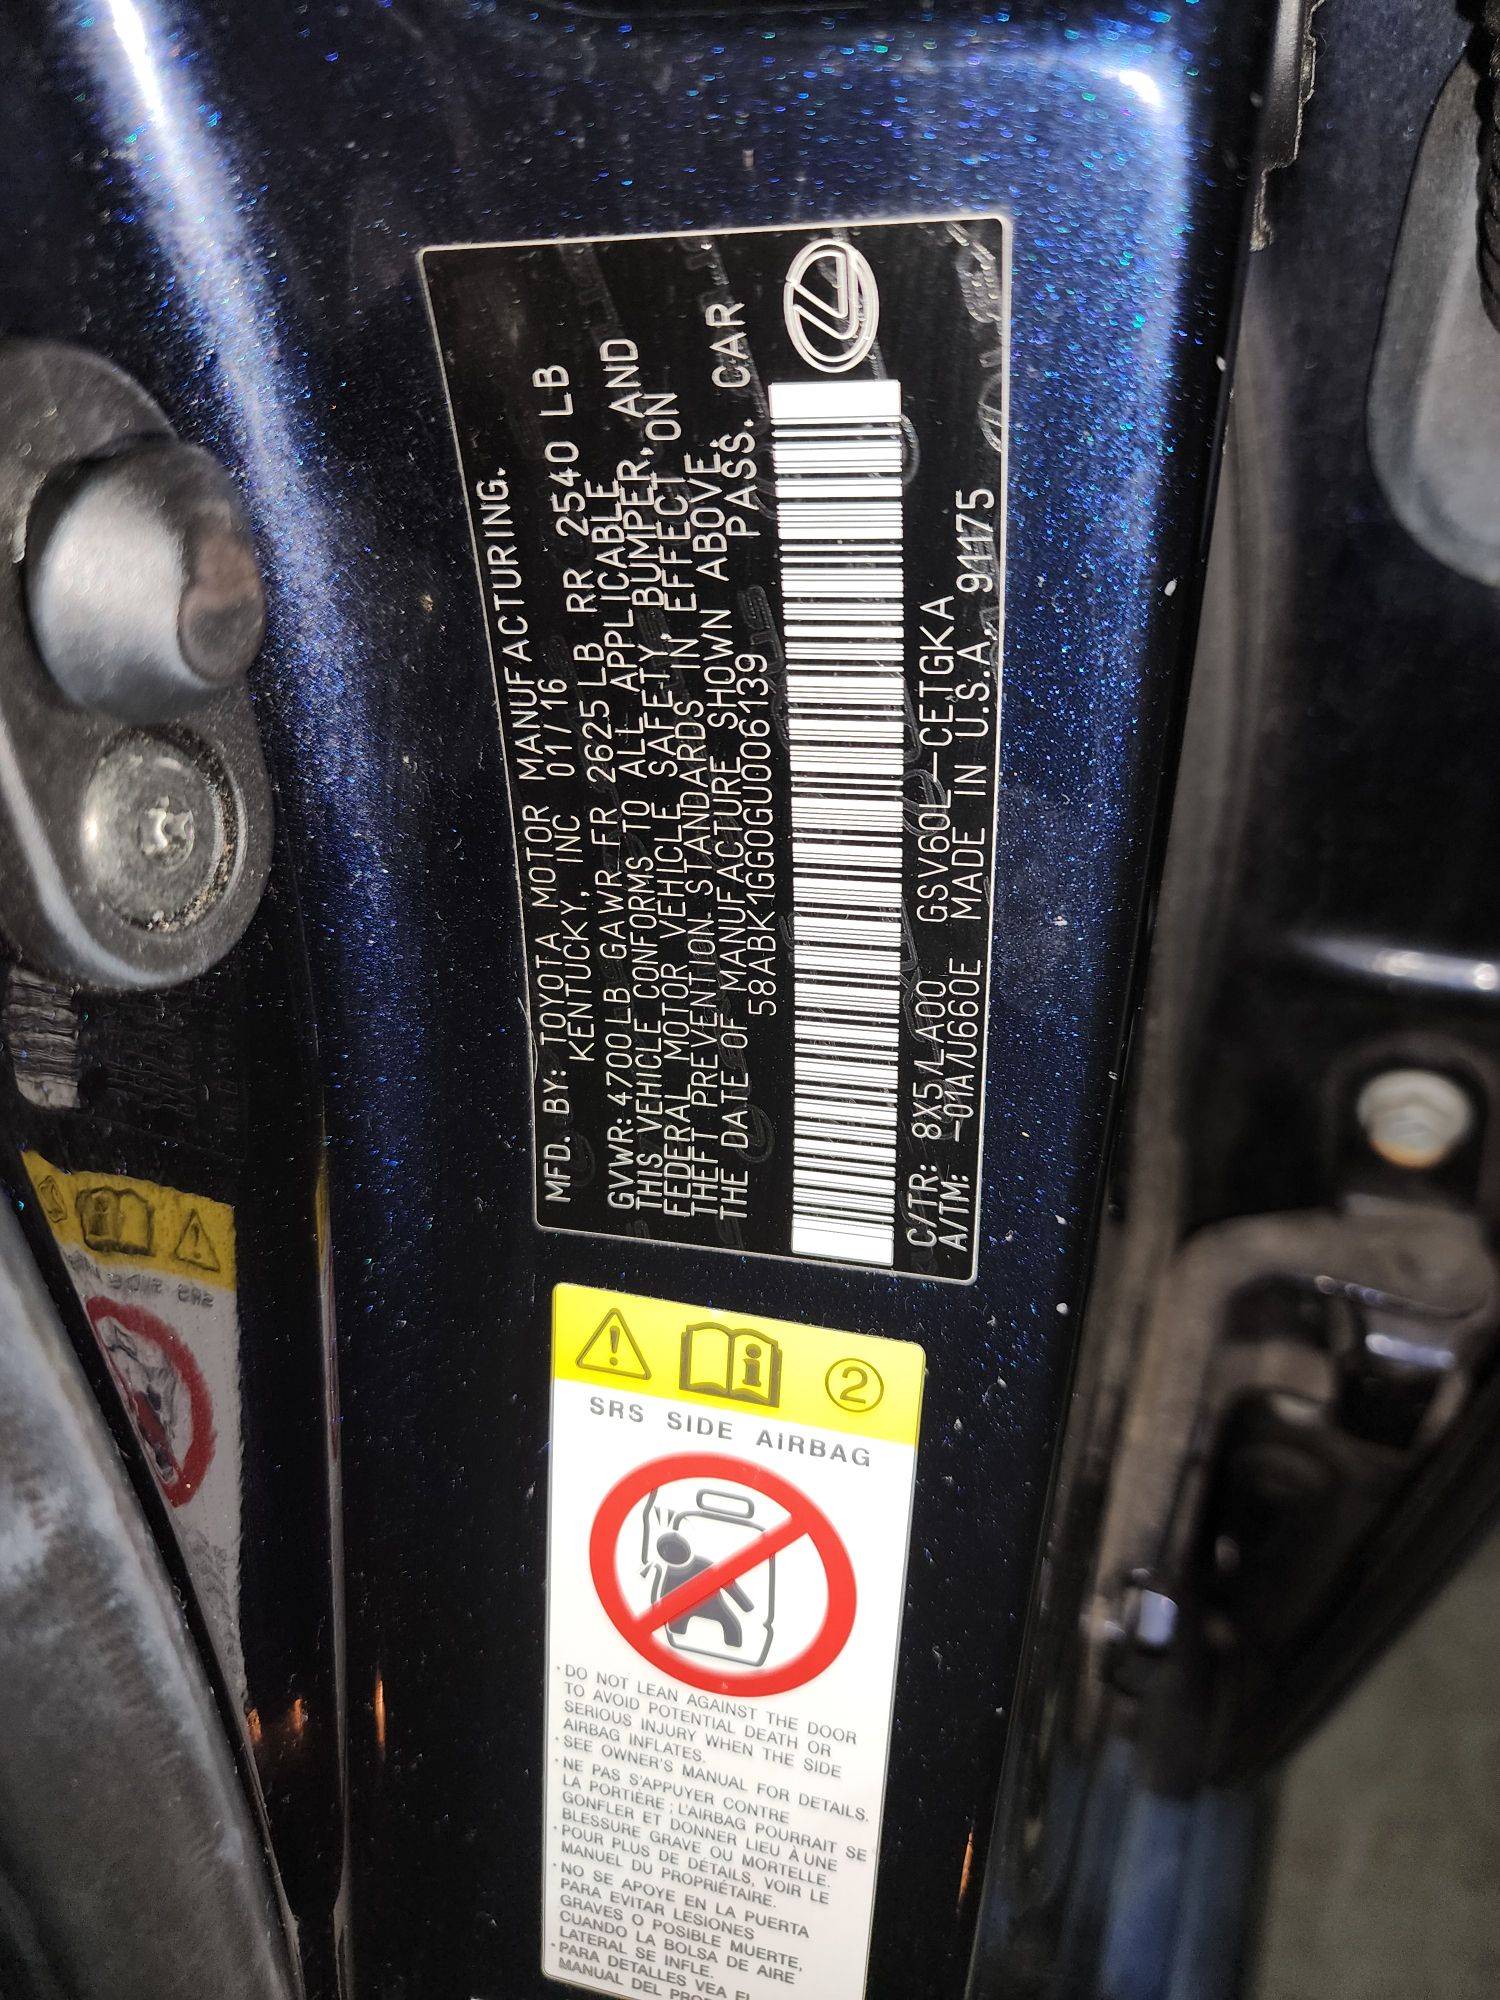 MFD. BY: TOYOTA MOTOR MANUFACTURING.
KENTUCKY, INC 01/16
GVWR: 4700LB GAWR FR 2625 LB RR 2540 LB
THIS VEHICLE CONFORMS TO ALL APPLICABLE
FEDERAL MOTOR VEHICLE SAFETY, BUMPER, AND
THEFT PREVENTION STANDARDS IN EFFECT ON
THE DATE OF MANUFACTURE SHOWN ABOVE.
58ABK1GG0GU006139 PASS. CAR
C/TR: 8X5/LA00 GSV60L-CETGKA
A/TM: -01A/U660E MADE IN U.S.A. 91175
2
SRS SIDE AIRBAG
·DO NOT LEAN AGAINST THE DOOR
TO AVOID POTENTIAL DEATH OR
SERIOUS INJURY WHEN THE SIDE
AIRBAG INFLATES.
·SEE OWNER'S MANUAL FOR DETAILS.
·NE PAS S'APPUYER CONTRE
LA PORTIÈRE ; L'AIRBAG POURRAIT SE
GONFLER ET DONNER LIEU À UNE
BLESSURE GRAVE OU MORTELLE.
·POUR PLUS DE DÉTAILS, VOIR LE
MANUEL DU PROPRIÉTAIRE.
·NO SE APOYE EN LA PUERTA
PARA EVITAR LESIONES
GRAVES O POSIBLE MUERTE,
CUANDO LA BOLSA DE AIRE
LATERAL SE INFLE.
·PARA DETALLES VEA EL
MANUAL DEL